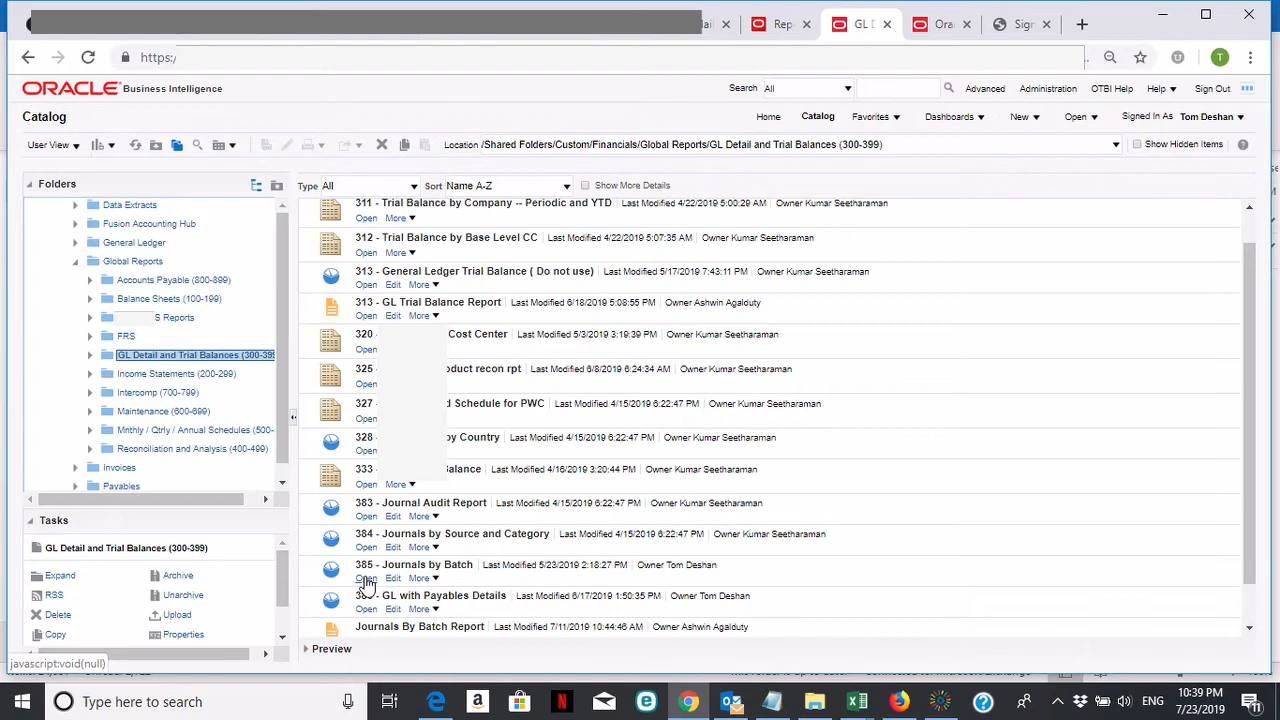 Rep
GL D
Ora
Sign
https:/
T
ORACLE Business Intelligence
Search All Advanced Administration OTBI Help Help Sign Out
Catalog
Home Catalog Favorites Dashboards New Open Signed In As Tom Deshan
User View Location /Shared Folders/Custom/Financials/Global Reports/GL Detail and Trial Balances (300-399) Show Hidden Items
Folders
Type All Sort Name A-Z Show More Details
Data Extracts
Fusion Accounting Hub
General Ledger
Global Reports
Accounts Payable (800-899)
Balance Sheets (100-199)
S Reports
FRS
GL Detail and Trial Balances (300-399
Income Statements (200-299)
Intercomp (700-799)
Maintenance (600-699)
Mnthly / Qtrly / Annual Schedules (500-
Reconciliation and Analysis (400-499)
Invoices
Payables
311 - Trial Balance by Company -- Periodic and YTD Last Modified 4/22/2019 5:00:29 AM Owner Kumar Seetharaman
Open More
312 - Trial Balance by Base Level CC Last Modified 4/22/2019 5:07:35 AM Owner Kumar Seetharaman
Open More
313 - General Ledger Trial Balance ( Do not use) Last Modified 5/17/2019 7:43:11 PM Owner Kumar Seetharaman
Open Edit More
313 - GL Trial Balance Report Last Modified 6/18/2019 5:08:55 PM Owner Ashwin Agalduty
Open Edit More
320 - Cost Center Last Modified 5/3/2019 3:19:39 PM Owner Kumar Seetharaman
Open
325 - oduct recon rpt Last Modified 6/8/2019 6:24:34 AM Owner Kumar Seetharaman
Open
327 - d Schedule for PWC Last Modified 4/15/2019 6:22:47 PM Owner Kumar Seetharaman
Open
328 - by Country Last Modified 4/15/2019 6:22:47 PM Owner Kumar Seetharaman
Open
333 - Balance Last Modified 4/16/2019 3:20:44 PM Owner Kumar Seetharaman
Open More
383 - Journal Audit Report Last Modified 4/15/2019 6:22:47 PM Owner Kumar Seetharaman
Open Edit More
384 - Journals by Source and Category Last Modified 4/15/2019 6:22:47 PM Owner Kumar Seetharaman
Open Edit More
385 - Journals by Batch Last Modified 5/23/2019 2:18:27 PM Owner Tom Deshan
Open Edit More
- GL with Payables Details Last Modified 6/17/2019 1:50:35 PM Owner Tom Deshan
Open Edit More
Journals By Batch Report Last Modified 7/11/2019 10:44:46 AM Owner Ashwin Agalduty
Preview
Tasks
GL Detail and Trial Balances (300-399)
Expand Archive
RSS Unarchive
Delete Upload
Copy Properties
javascript:void(null)
Type here to search
ENG
10:39 PM
7/23/2019
11